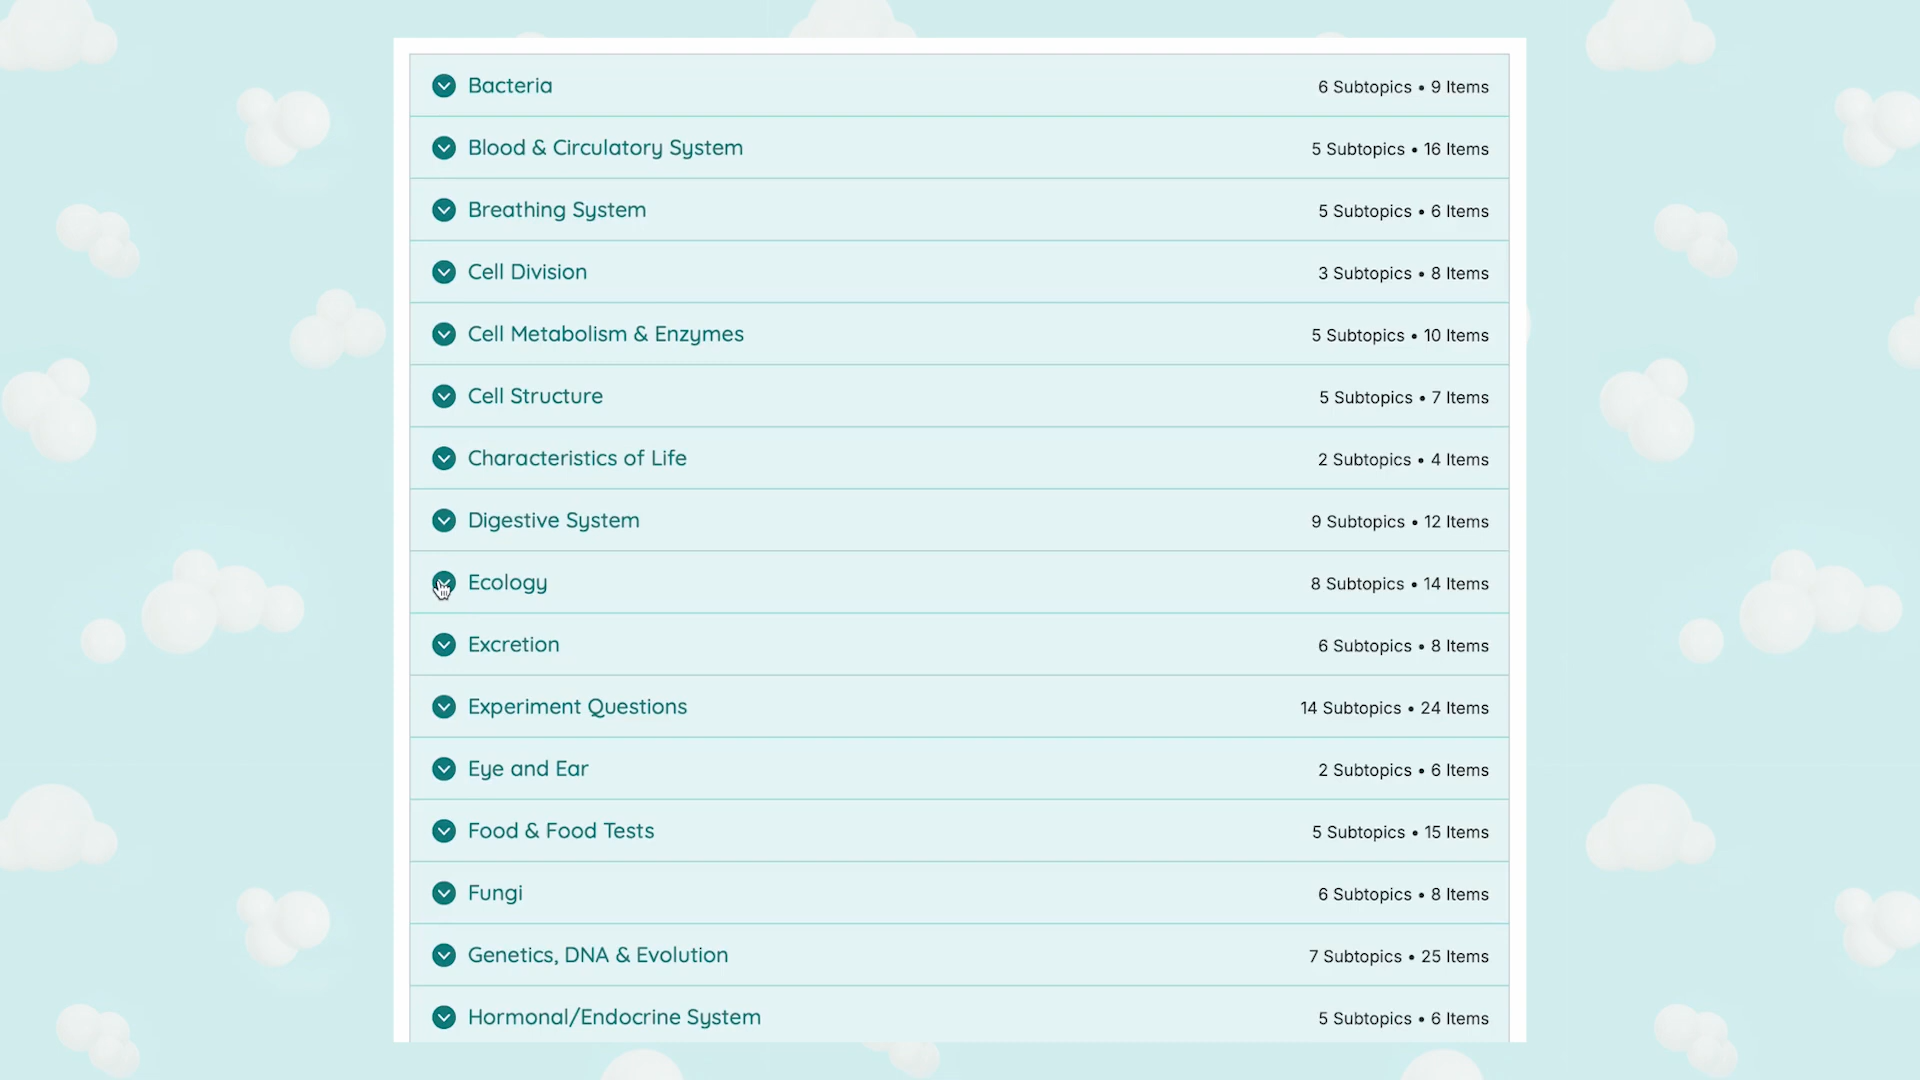 Bacteria 6 Subtopics • 9 Items
Blood & Circulatory System 5 Subtopics • 16 Items
Breathing System 5 Subtopics • 6 Items
Cell Division 3 Subtopics • 8 Items
Cell Metabolism & Enzymes 5 Subtopics • 10 Items
Cell Structure 5 Subtopics • 7 Items
Characteristics of Life 2 Subtopics • 4 Items
Digestive System 9 Subtopics • 12 Items
Ecology 8 Subtopics • 14 Items
Excretion 6 Subtopics • 8 Items
Experiment Questions 14 Subtopics • 24 Items
Eye and Ear 2 Subtopics • 6 Items
Food & Food Tests 5 Subtopics • 15 Items
Fungi 6 Subtopics • 8 Items
Genetics, DNA & Evolution 7 Subtopics • 25 Items
Hormonal/Endocrine System 5 Subtopics • 6 Items